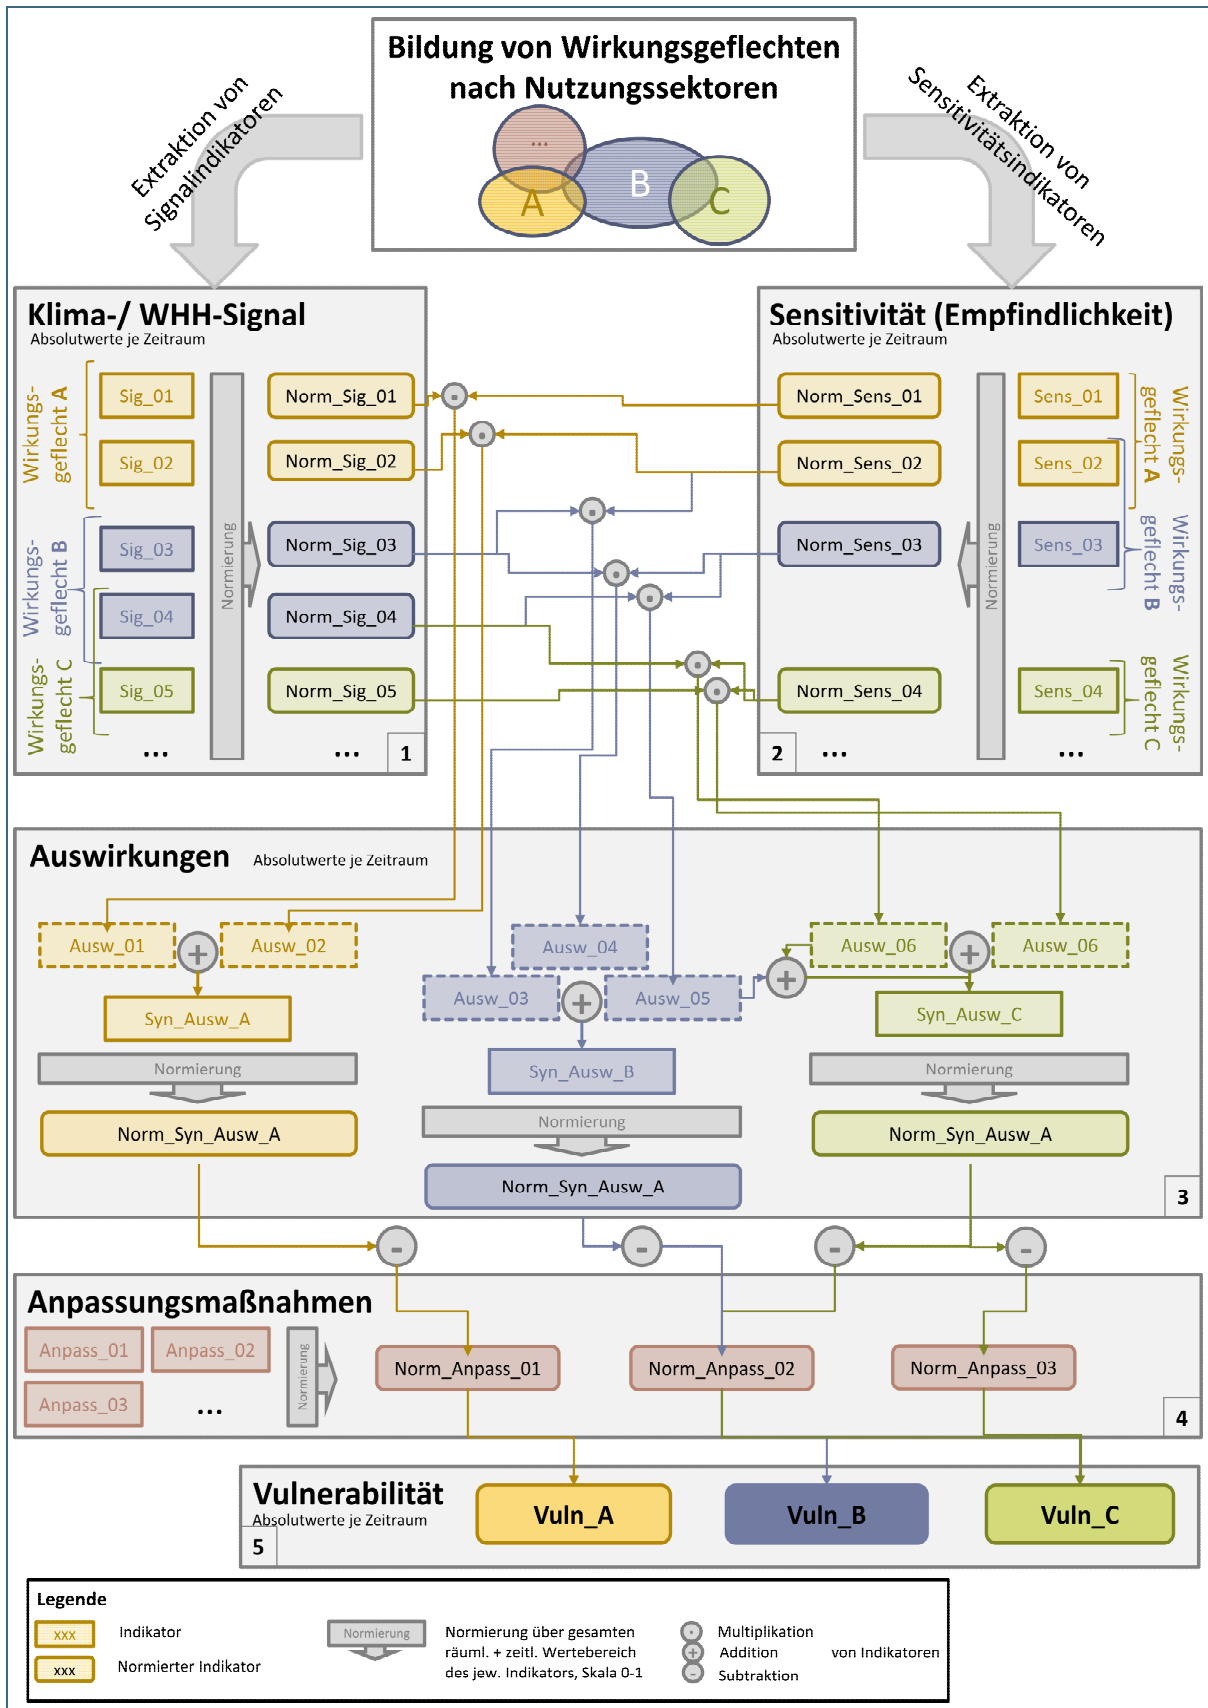 Bildung von Wirkungsgeflechten
nach Nutzungssektoren
...
A
B
C
Extraktion von
Signalindikatoren
Extraktion von
Sensitivitätsindikatoren
Klima-/ WHH-Signal
Absolutwerte je Zeitraum
Wirkungs-
geflecht A
Wirkungs-
geflecht B
Wirkungs-
geflecht C
Sig_01
Sig_02
Sig_03
Sig_04
Sig_05
...
Normierung
Norm_Sig_01
Norm_Sig_02
Norm_Sig_03
Norm_Sig_04
Norm_Sig_05
...
1
Sensitivität (Empfindlichkeit)
Absolutwerte je Zeitraum
Norm_Sens_01
Norm_Sens_02
Norm_Sens_03
Norm_Sens_04
...
Normierung
Sens_01
Sens_02
Sens_03
Sens_04
...
Wirkungs-
geflecht A
Wirkungs-
geflecht B
Wirkungs-
geflecht C
2
Auswirkungen
Absolutwerte je Zeitraum
Ausw_01
+
Ausw_02
Syn_Ausw_A
Normierung
Norm_Syn_Ausw_A
Ausw_04
Ausw_03
+
Ausw_05
Syn_Ausw_B
Normierung
Norm_Syn_Ausw_A
+
Ausw_06
+
Ausw_06
Syn_Ausw_C
Normierung
Norm_Syn_Ausw_A
3
-
-
-
-
Anpassungsmaßnahmen
Anpass_01
Anpass_02
Anpass_03
...
Normierung
Norm_Anpass_01
Norm_Anpass_02
Norm_Anpass_03
4
Vulnerabilität
Absolutwerte je Zeitraum
5
Vuln_A
Vuln_B
Vuln_C
Legende
xxx Indikator
xxx Normierter Indikator
Normierung
Normierung über gesamten
räuml. + zeitl. Wertebereich
des jew. Indikators, Skala 0-1
Multiplikation
+ Addition von Indikatoren
- Subtraktion